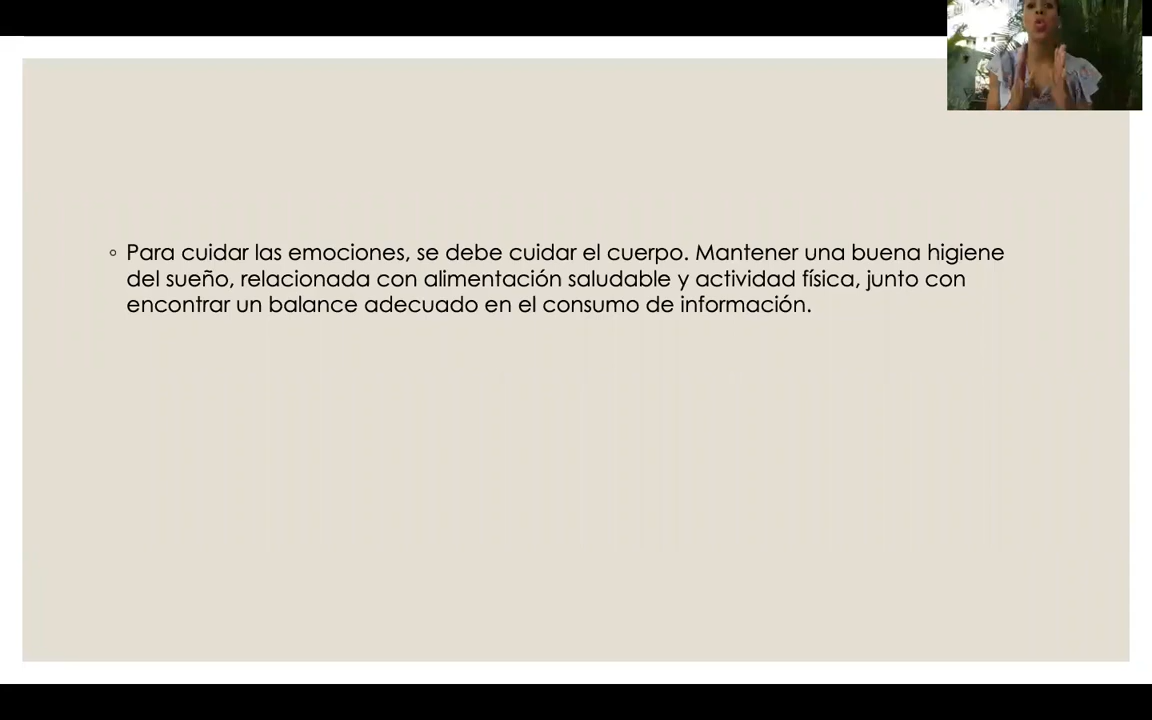 ◦ Para cuidar las emociones, se debe cuidar el cuerpo. Mantener una buena higiene
del sueño, relacionada con alimentación saludable y actividad física, junto con
encontrar un balance adecuado en el consumo de información.